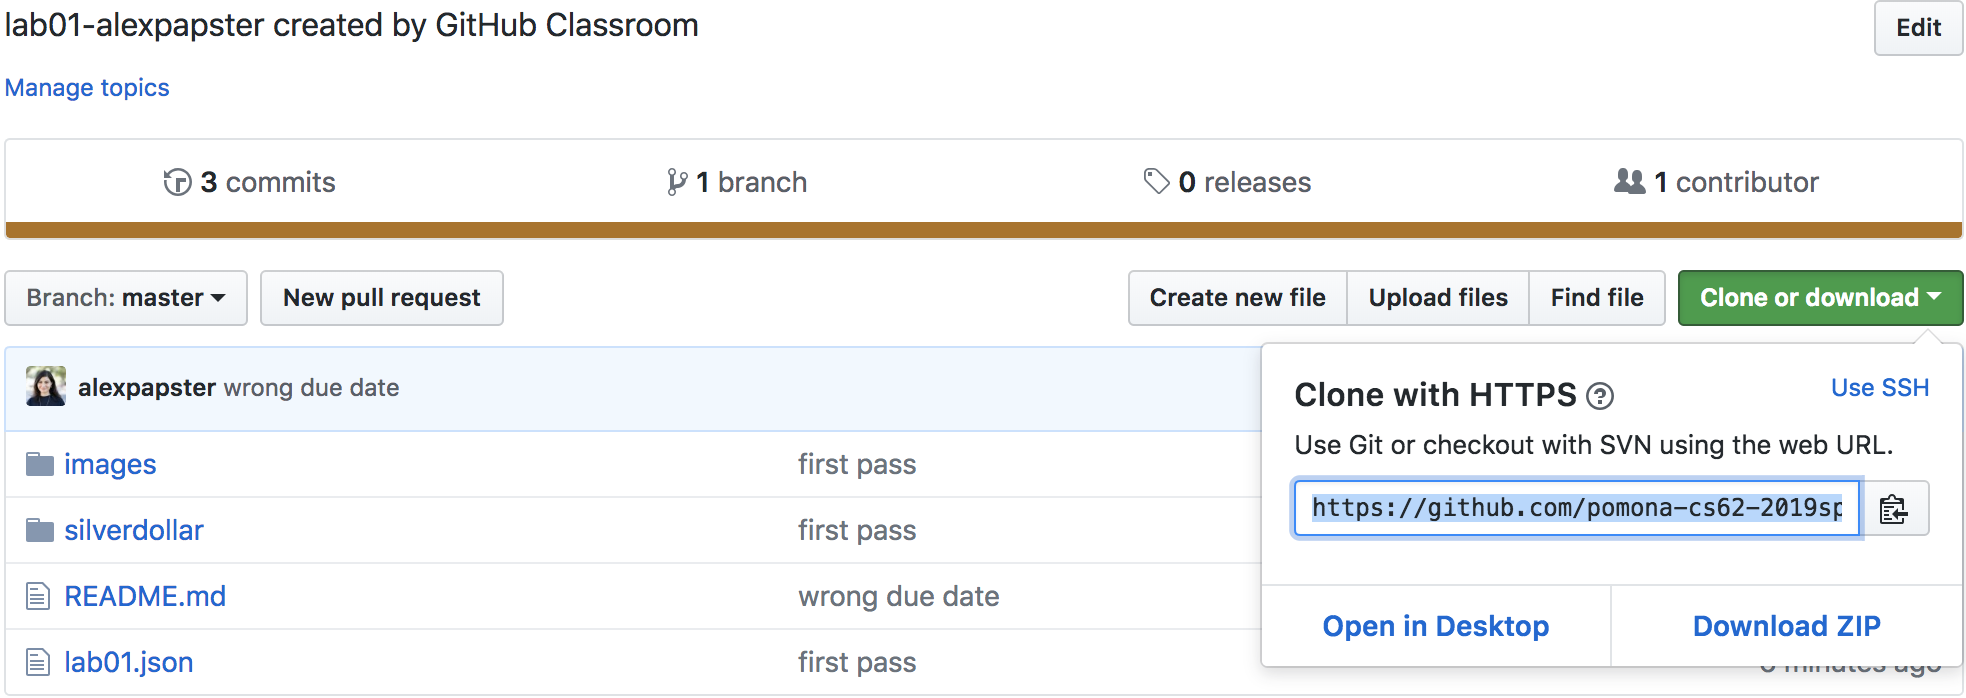 lab01-alexpapster created by GitHub Classroom
Edit
Manage topics
3 commits
1 branch
0 releases
1 contributor
Branch: master
New pull request
Create new file
Upload files
Find file
Clone or download
alexpapster wrong due date
Clone with HTTPS ?
Use SSH
Use Git or checkout with SVN using the web URL.
https://github.com/pomona-cs62-2019sp
images first pass
silverdollar first pass
README.md wrong due date
Open in Desktop
Download ZIP
lab01.json first pass
minutes ago